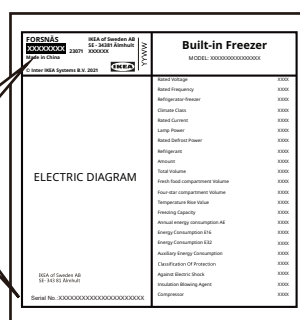 FORSNÄS
XXXXXXXX 23071
Made in China
© Inter IKEA Systems B.V. 2021
IKEA of Sweden AB
SE - 34381 Älmhult
XXXXXX
IKEA
YYWW
Built-in Freezer
MODEL: XXXXXXXXXXXXXXX
Rated Voltage XXXX
Rated Frequency XXXX
Refrigerator-freezer XXXX
Climate Class XXXX
Rated Current XXXX
Lamp Power XXXX
Rated Defrost Power XXXX
Refrigerant XXXX
Amount XXXX
Total Volume XXXX
Fresh food compartment Volume XXXX
Four-star compartment Volume XXXX
Temperature Rise Value XXXX
Freezing Capacity XXXX
Annual energy consumption AE XXXX
Energy Consumption E16 XXXX
Energy Consumption E32 XXXX
Auxiliary Energy Consumption XXXX
Classification Of Protection XXXX
Against Electric Shock XXXX
Insulation Blowing Agent XXXX
Compressor XXXX
ELECTRIC DIAGRAM
IKEA of Sweden AB
SE- 343 81 Älmhult
Serial No.:XXXXXXXXXXXXXXXXXXXXXX